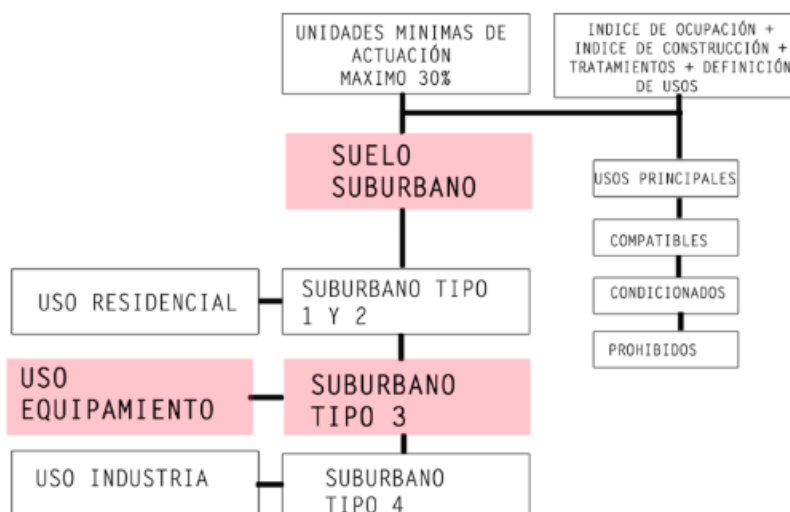 UNIDADES MINIMAS DE
ACTUACIÓN
MAXIMO 30%
INDICE DE OCUPACIÓN +
INDICE DE CONSTRUCCIÓN +
TRATAMIENTOS + DEFINICIÓN
DE USOS
SUELO
SUBURBANO
USOS PRINCIPALES
COMPATIBLES
CONDICIONADOS
PROHIBIDOS
USO RESIDENCIAL
SUBURBANO TIPO
1 Y 2
USO
EQUIPAMIENTO
SUBURBANO
TIPO 3
USO INDUSTRIA
SUBURBANO
TIPO 4